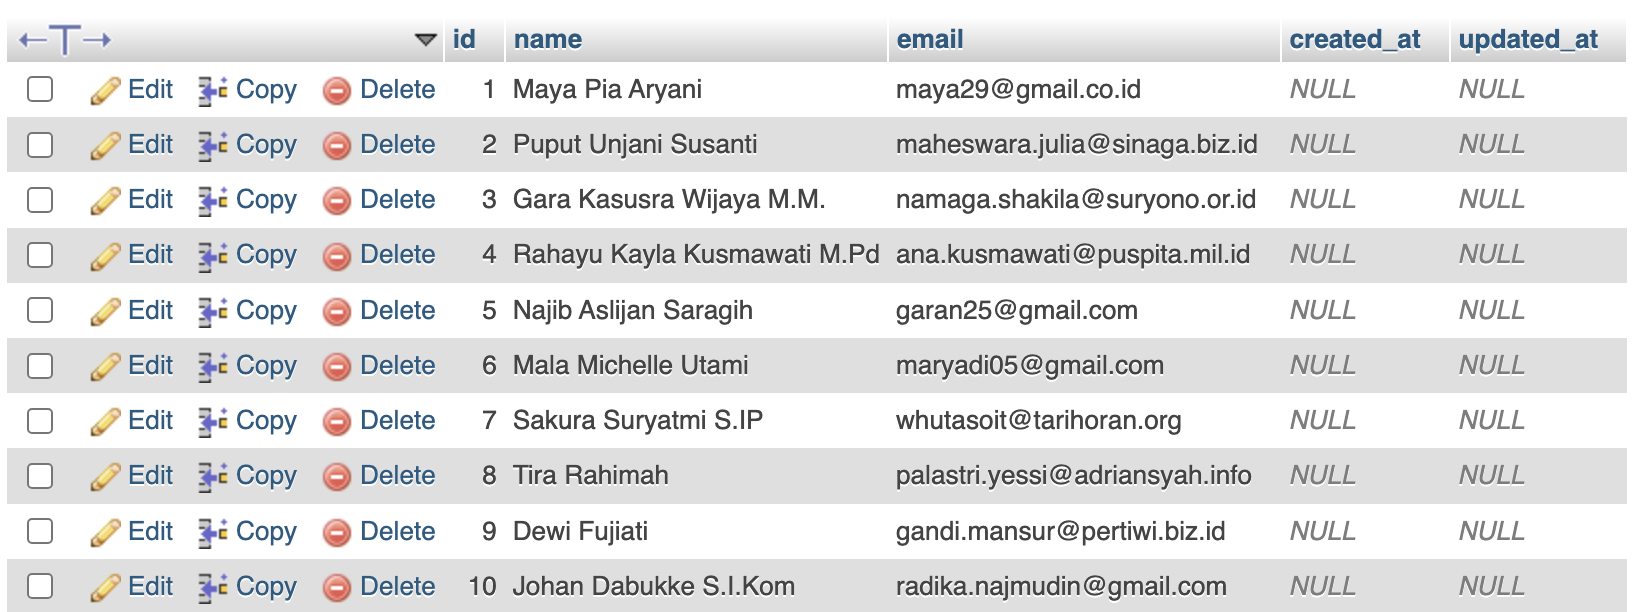 id name email created_at updated_at
Edit Copy Delete 1 Maya Pia Aryani maya29@gmail.co.id NULL NULL
Edit Copy Delete 2 Puput Unjani Susanti maheswara.julia@sinaga.biz.id NULL NULL
Edit Copy Delete 3 Gara Kasusra Wijaya M.M. namaga.shakila@suryono.or.id NULL NULL
Edit Copy Delete 4 Rahayu Kayla Kusmawati M.Pd ana.kusmawati@puspita.mil.id NULL NULL
Edit Copy Delete 5 Najib Aslijan Saragih garan25@gmail.com NULL NULL
Edit Copy Delete 6 Mala Michelle Utami maryadi05@gmail.com NULL NULL
Edit Copy Delete 7 Sakura Suryatmi S.IP whutasoit@tarihoran.org NULL NULL
Edit Copy Delete 8 Tira Rahimah palastri.yessi@adriansyah.info NULL NULL
Edit Copy Delete 9 Dewi Fujiati gandi.mansur@pertiwi.biz.id NULL NULL
Edit Copy Delete 10 Johan Dabukke S.I.Kom radika.najmudin@gmail.com NULL NULL